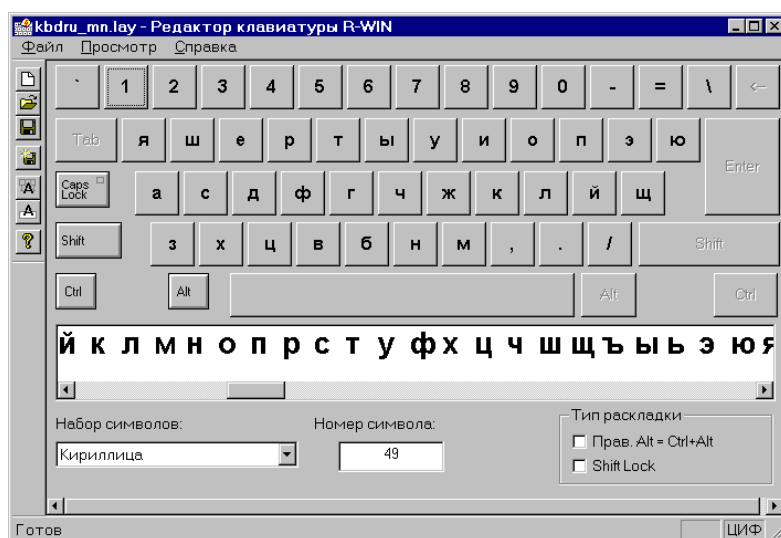 kbdru_mn.lay - Редактор клавиатуры R-WIN
Файл Просмотр Справка
` 1 2 3 4 5 6 7 8 9 0 - = \ <-
Tab я ш е р т ы у и о п э ю Enter
Caps Lock а с д ф г ч ж к л й щ
Shift з х ц в б н м , . / Shift
Ctrl Alt Alt Ctrl
й к л м н о п р с т у ф х ц ч ш щ ъ ы ь э ю я
Набор символов: Номер символа: Тип раскладки
Кириллица 49 Прав. Alt = Ctrl+Alt
Shift Lock
Готов ЦИФ